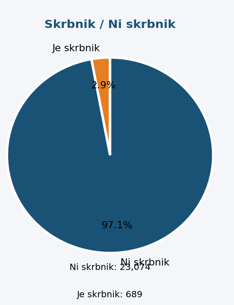 Skrbnik / Ni skrbnik
Je skrbnik
2.9%
97.1%
Ni skrbnik
Ni skrbnik: 23,074
Je skrbnik: 689